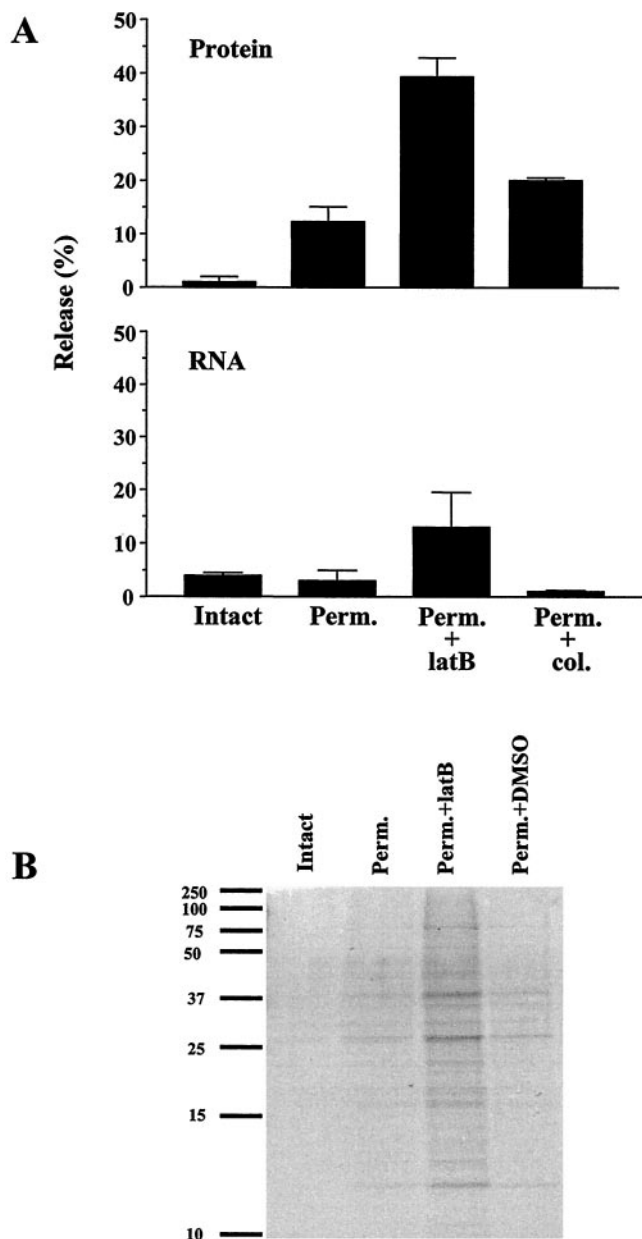 A
Protein
50
40
30
20
10
0
Release (%)
RNA
50
40
30
20
10
0
Intact Perm. Perm. Perm.
+ +
latB col.
B
Intact Perm. Perm.+latB Perm.+DMSO
250
100
75
50
37
25
15
10